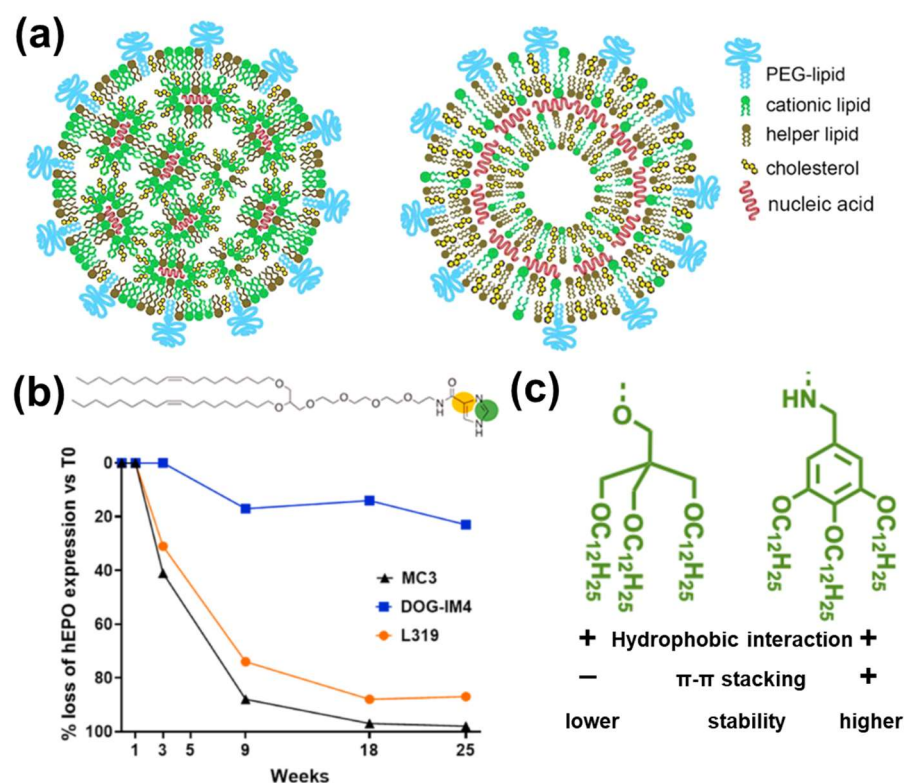 (a)
PEG-lipid
cationic lipid
helper lipid
cholesterol
nucleic acid
(b)
O
O
O
O
O
O
O
N
H
N
N
H
% loss of hEPO expression vs T0
0
20
40
60
80
100
MC3
DOG-IM4
L319
1 3 5 9 18 25
Weeks
(c)
O
OC12H25
OC12H25
OC12H25
HN
OC12H25
OC12H25
OC12H25
+ Hydrophobic interaction +
− π-π stacking +
lower stability higher